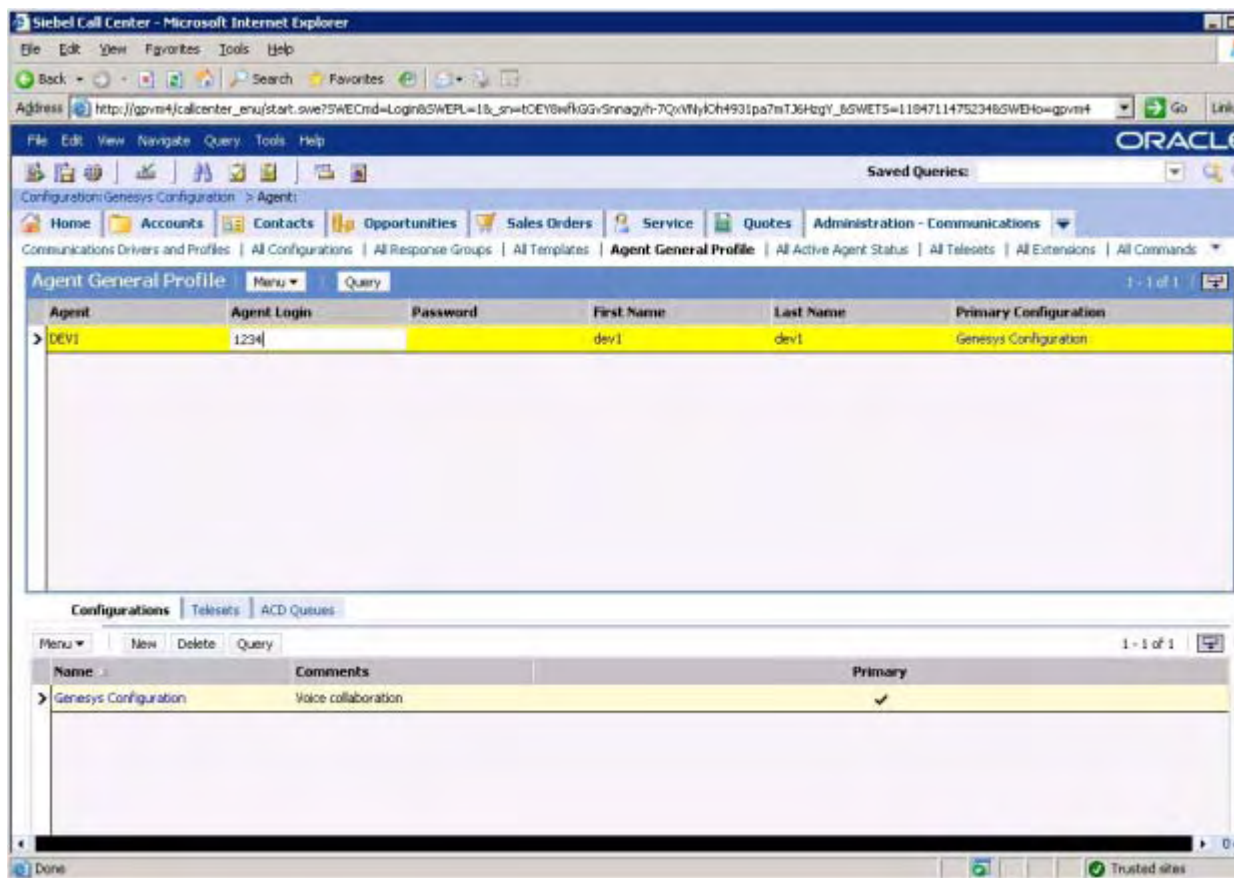 Siebel Call Center - Microsoft Internet Explorer
File Edit View Favorites Tools Help
Back Search Favorites
Address Go Link
File Edit View Navigate Query Tools Help ORACLE
Saved Queries:
Configuration: Genesys Configuration > Agent:
Home Accounts Contacts Opportunities Sales Orders Service Quotes Administration - Communications
Communications Drivers and Profiles | All Configurations | All Response Groups | All Templates | Agent General Profile | All Active Agent Status | All Telesets | All Extensions | All Commands
Agent General Profile Menu Query 1 - 1 of 1
Agent Agent Login Password First Name Last Name Primary Configuration
DEV1 1234 dev1 dev1 Genesys Configuration
Configurations Telesets ACD Queues
Menu New Delete Query 1 - 1 of 1
Name Comments Primary
Genesys Configuration Voice collaboration
0
Done Trusted sites